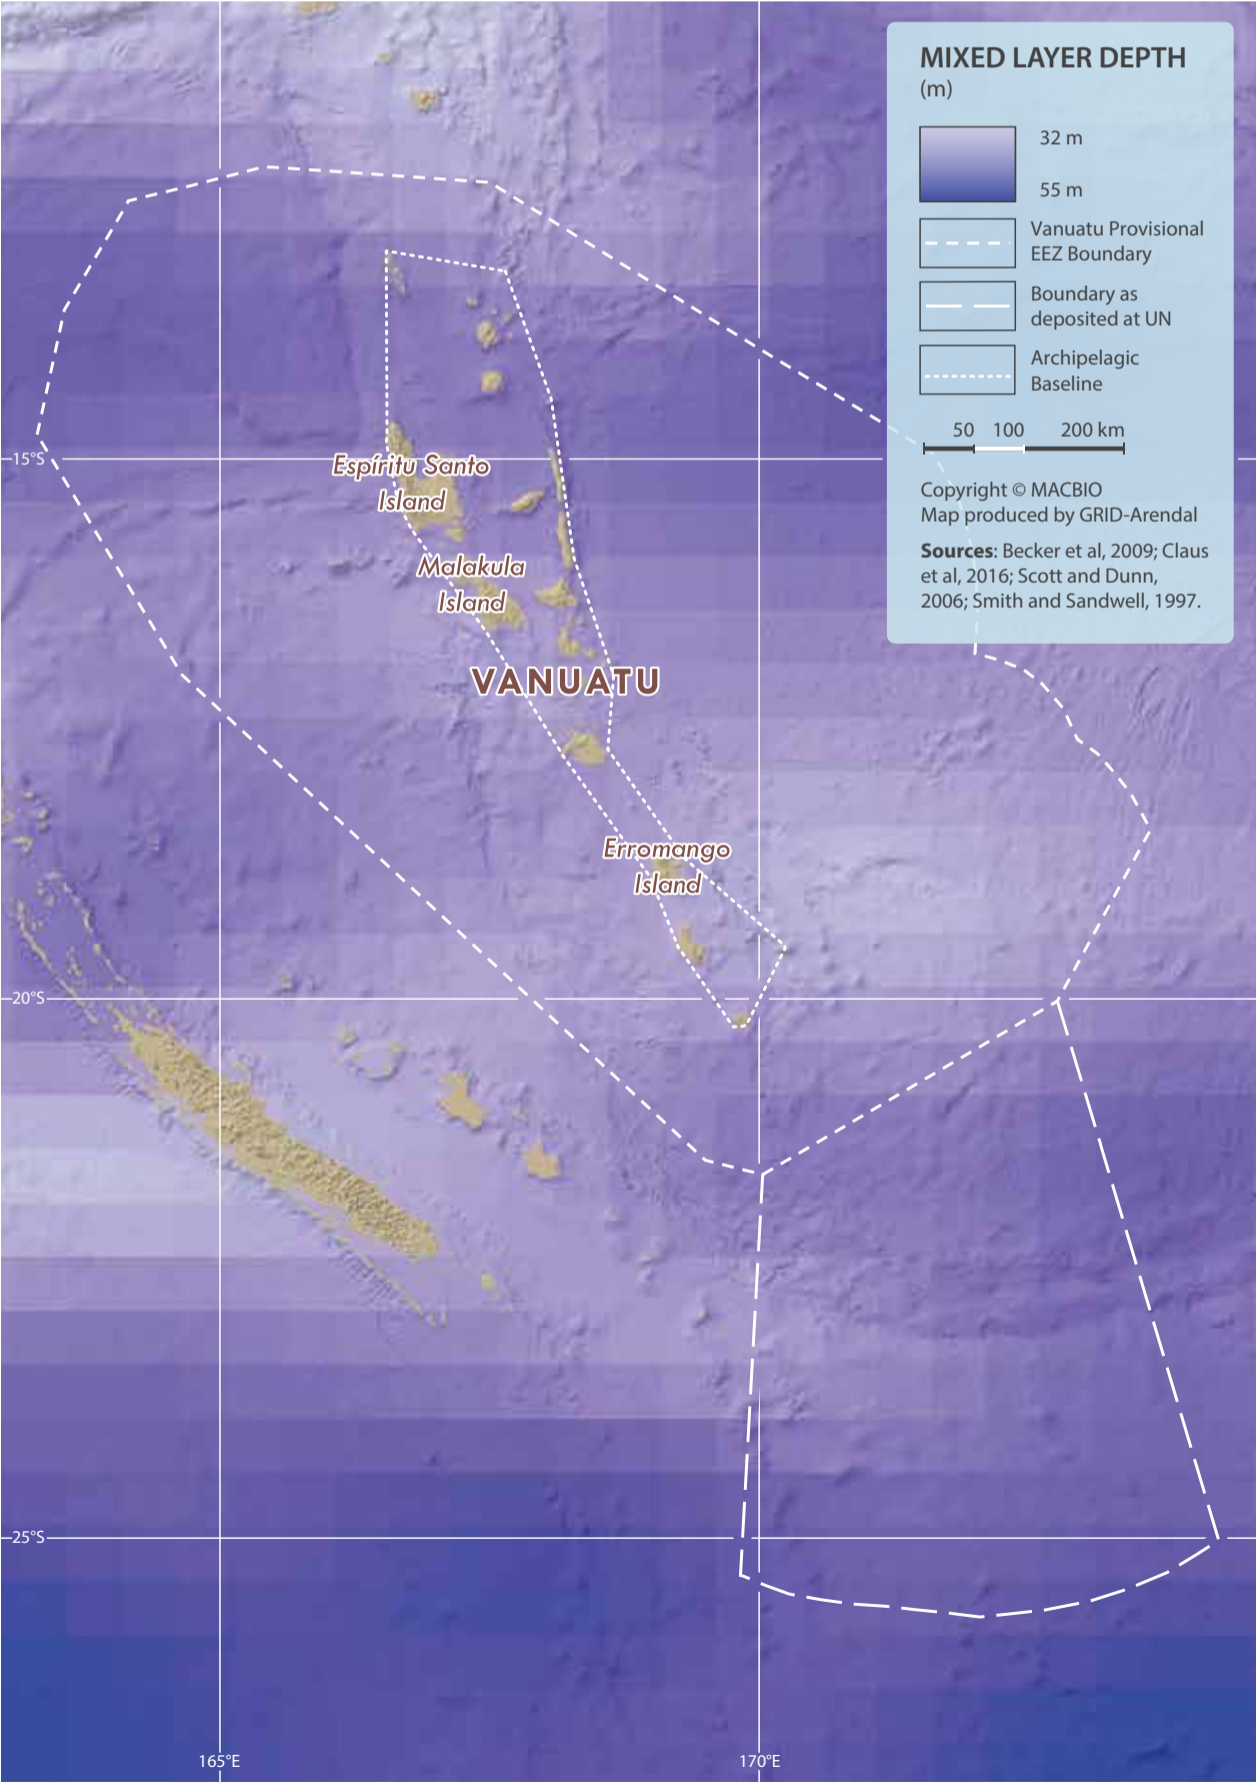 MIXED LAYER DEPTH
(m)
32 m
55 m
Vanuatu Provisional
EEZ Boundary
Boundary as
deposited at UN
Archipelagic
Baseline
50 100 200 km
Copyright © MACBIO
Map produced by GRID-Arendal
Sources: Becker et al, 2009; Claus
et al, 2016; Scott and Dunn,
2006; Smith and Sandwell, 1997.
15°S
Espíritu Santo
Island
Malakula
Island
VANUATU
Erromango
Island
20°S
25°S
165°E
170°E